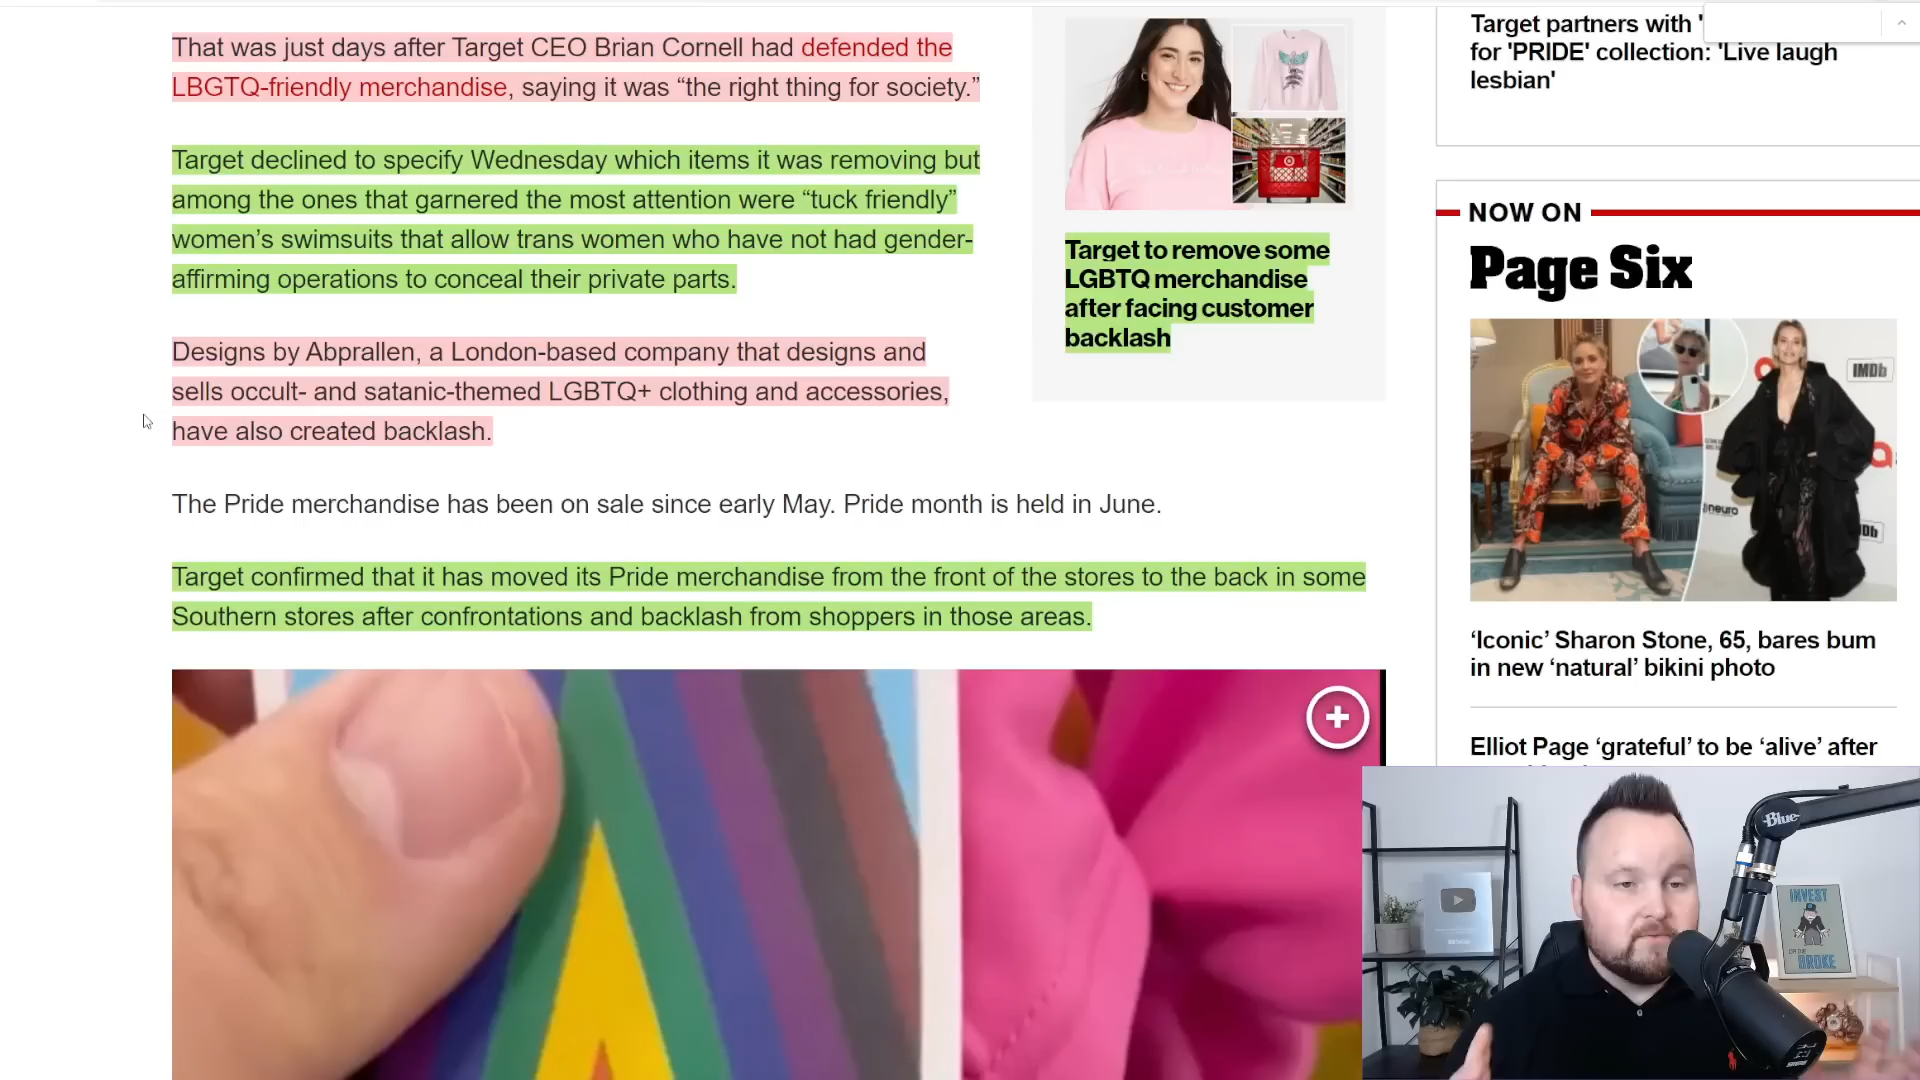 That was just days after Target CEO Brian Cornell had defended the
LBGTQ-friendly merchandise, saying it was “the right thing for society.”
Target declined to specify Wednesday which items it was removing but
among the ones that garnered the most attention were “tuck friendly”
women’s swimsuits that allow trans women who have not had gender-
affirming operations to conceal their private parts.
Designs by Abprallen, a London-based company that designs and
sells occult- and satanic-themed LGBTQ+ clothing and accessories,
have also created backlash.
The Pride merchandise has been on sale since early May. Pride month is held in June.
Target confirmed that it has moved its Pride merchandise from the front of the stores to the back in some
Southern stores after confrontations and backlash from shoppers in those areas.
Target to remove some
LGBTQ merchandise
after facing customer
backlash
Target partners with '
for 'PRIDE' collection: 'Live laugh
lesbian'
NOW ON
Page Six
IMDb
neuro
‘Iconic’ Sharon Stone, 65, bares bum
in new ‘natural’ bikini photo
Elliot Page ‘grateful’ to be ‘alive’ after
Blue
INVEST
BROKE